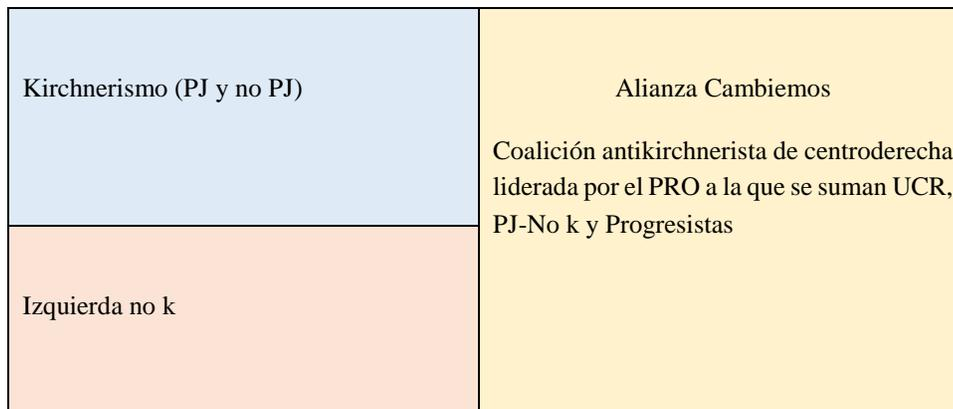 Kirchnerismo (PJ y no PJ)
Alianza Cambiemos
Coalición antikirchnerista de centroderecha
liderada por el PRO a la que se suman UCR,
PJ-No k y Progresistas
Izquierda no k